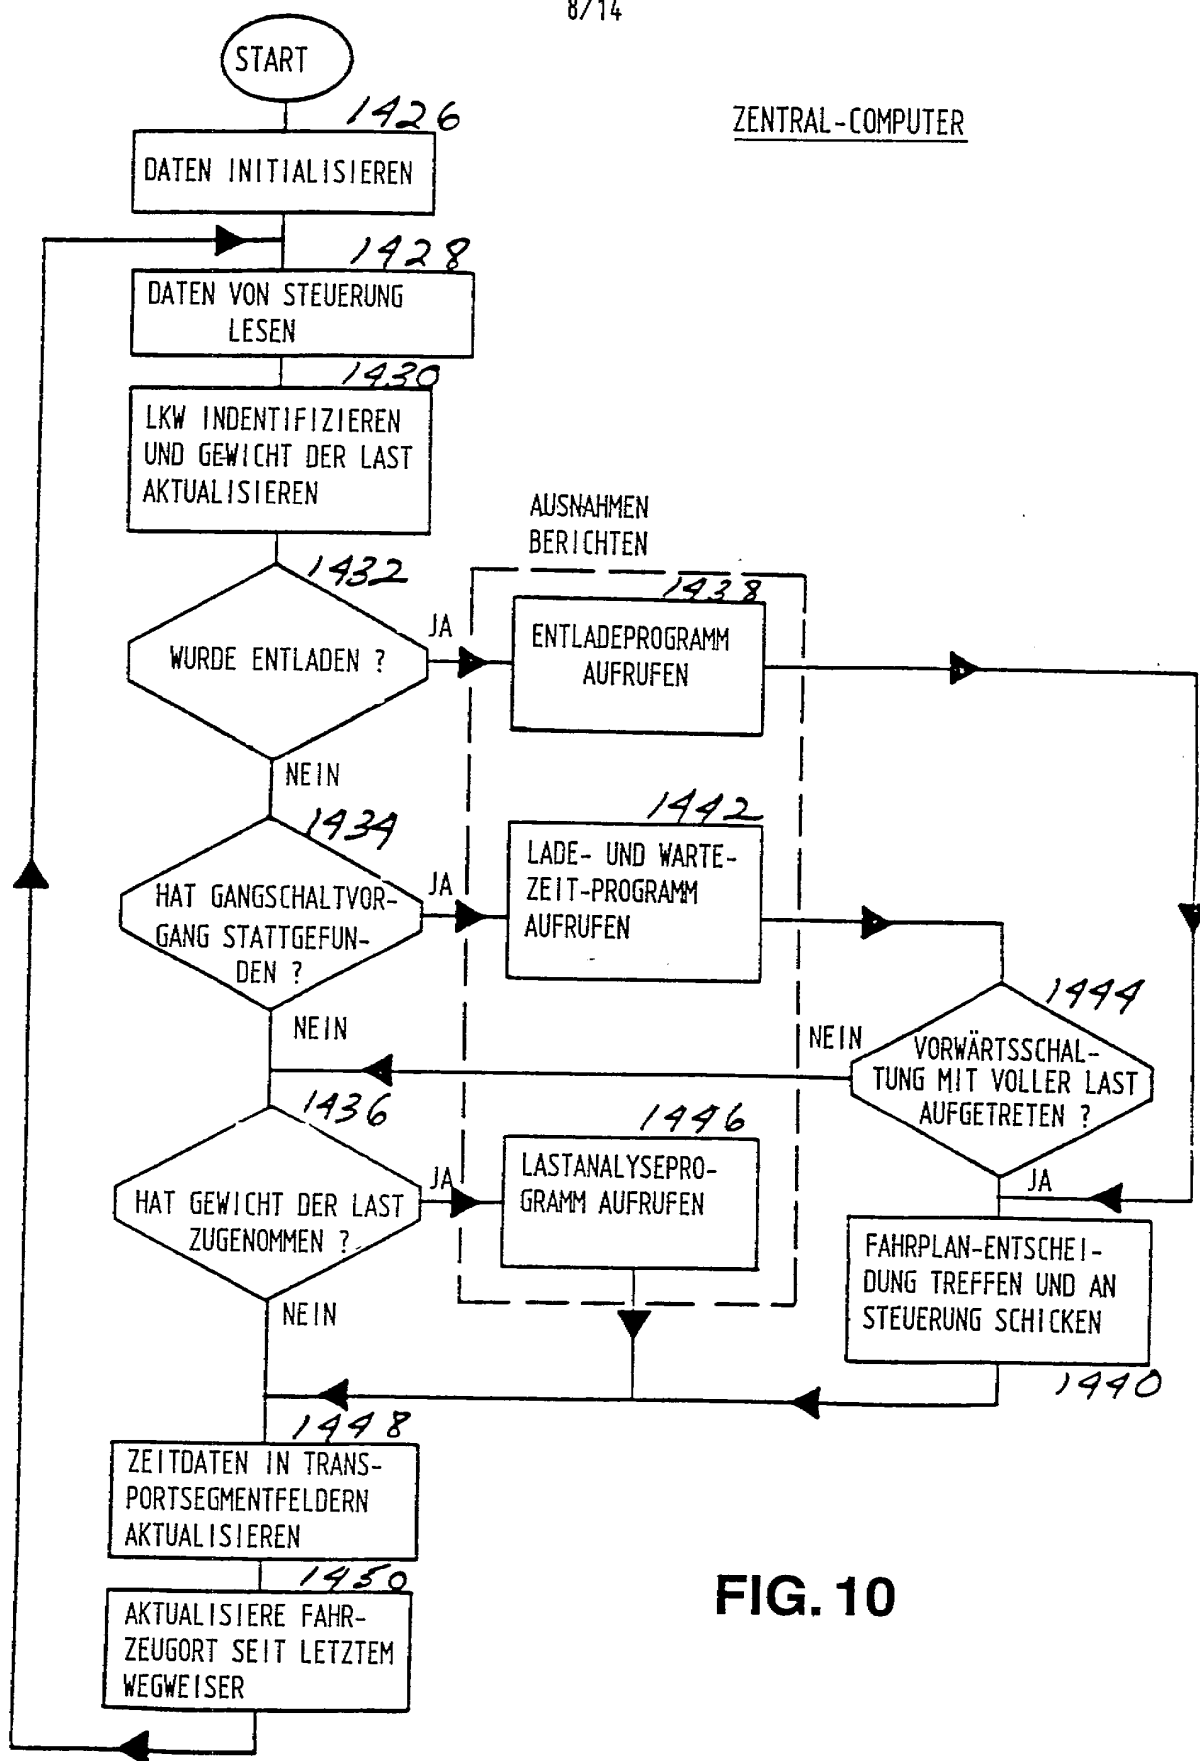 8/14
START
ZENTRAL-COMPUTER
1426
DATEN INITIALISIEREN
1428
DATEN VON STEUERUNG
LESEN
1430
LKW INDENTIFIZIEREN
UND GEWICHT DER LAST
AKTUALISIEREN
AUSNAHMEN
BERICHTEN
1432
WURDE ENTLADEN ?
JA
NEIN
1438
ENTLADEPROGRAMM
AUFRUFEN
1434
HAT GANGSCHALTVOR-
GANG STATTGEFUN-
DEN ?
JA
NEIN
1442
LADE- UND WARTE-
ZEIT-PROGRAMM
AUFRUFEN
1444
VORWÄRTSSCHAL-
TUNG MIT VOLLER LAST
AUFGETRETEN ?
NEIN
JA
1436
HAT GEWICHT DER LAST
ZUGENOMMEN ?
JA
NEIN
1446
LASTANALYSEPRO-
GRAMM AUFRUFEN
FAHRPLAN-ENTSCHEI-
DUNG TREFFEN UND AN
STEUERUNG SCHICKEN
1440
1448
ZEITDATEN IN TRANS-
PORTSEGMENTFELDERN
AKTUALISIEREN
1450
AKTUALISIERE FAHR-
ZEUGORT SEIT LETZTEM
WEGWEISER
FIG. 10